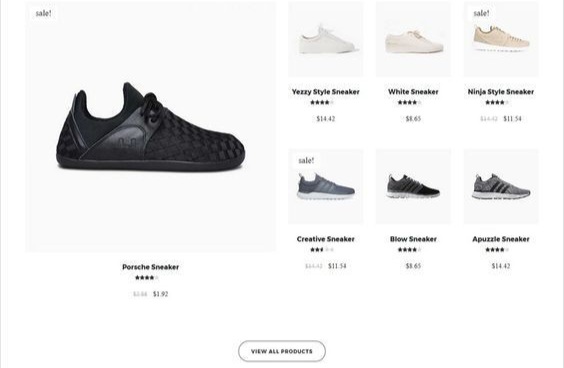 sale!
Porsche Sneaker
$1.92
Yezzy Style Sneaker
$14.42
White Sneaker
$8.65
sale!
Ninja Style Sneaker
$14.42 $11.54
sale!
Creative Sneaker
$14.42 $11.54
Blow Sneaker
$8.65
Apuzzle Sneaker
$14.42
VIEW ALL PRODUCTS